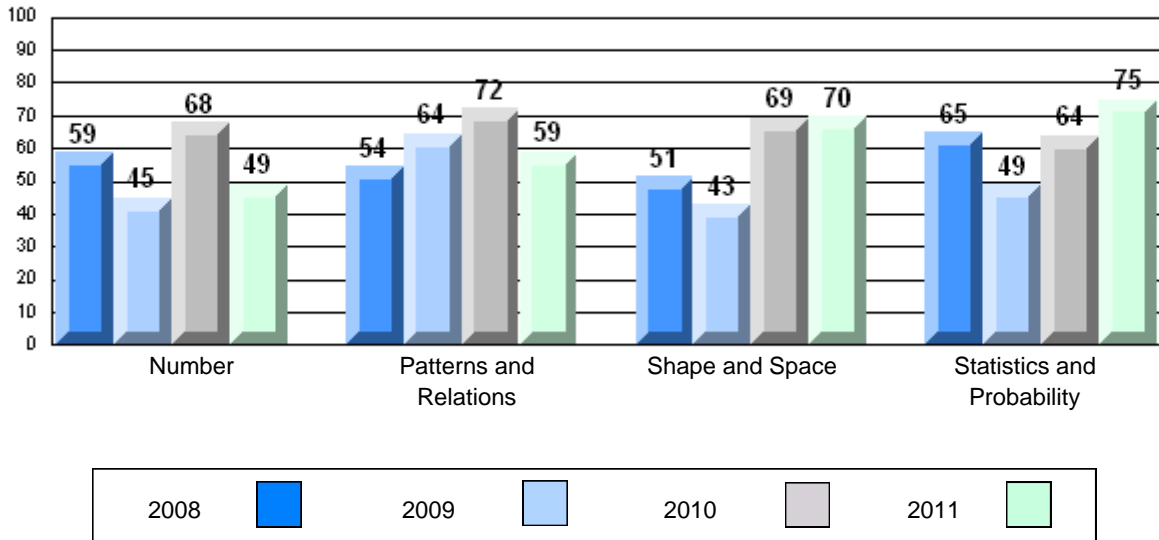 100
90
80
70
60
50
40
30
20
10
0
59 45 68 49
54 64 72 59
51 43 69 70
65 49 64 75
Number
Patterns and
Relations
Shape and Space
Statistics and
Probability
2008 2009 2010 2011